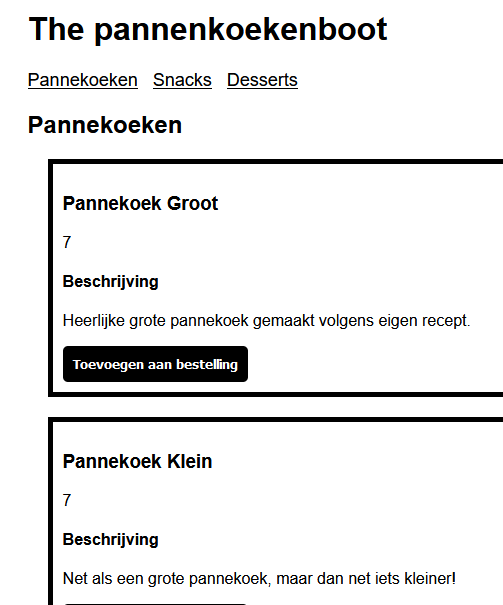 The pannenkoekenboot
Pannekoeken Snacks Desserts
Pannekoeken
Pannekoek Groot
7
Beschrijving
Heerlijke grote pannekoek gemaakt volgens eigen recept.
Toevoegen aan bestelling
Pannekoek Klein
7
Beschrijving
Net als een grote pannekoek, maar dan net iets kleiner!